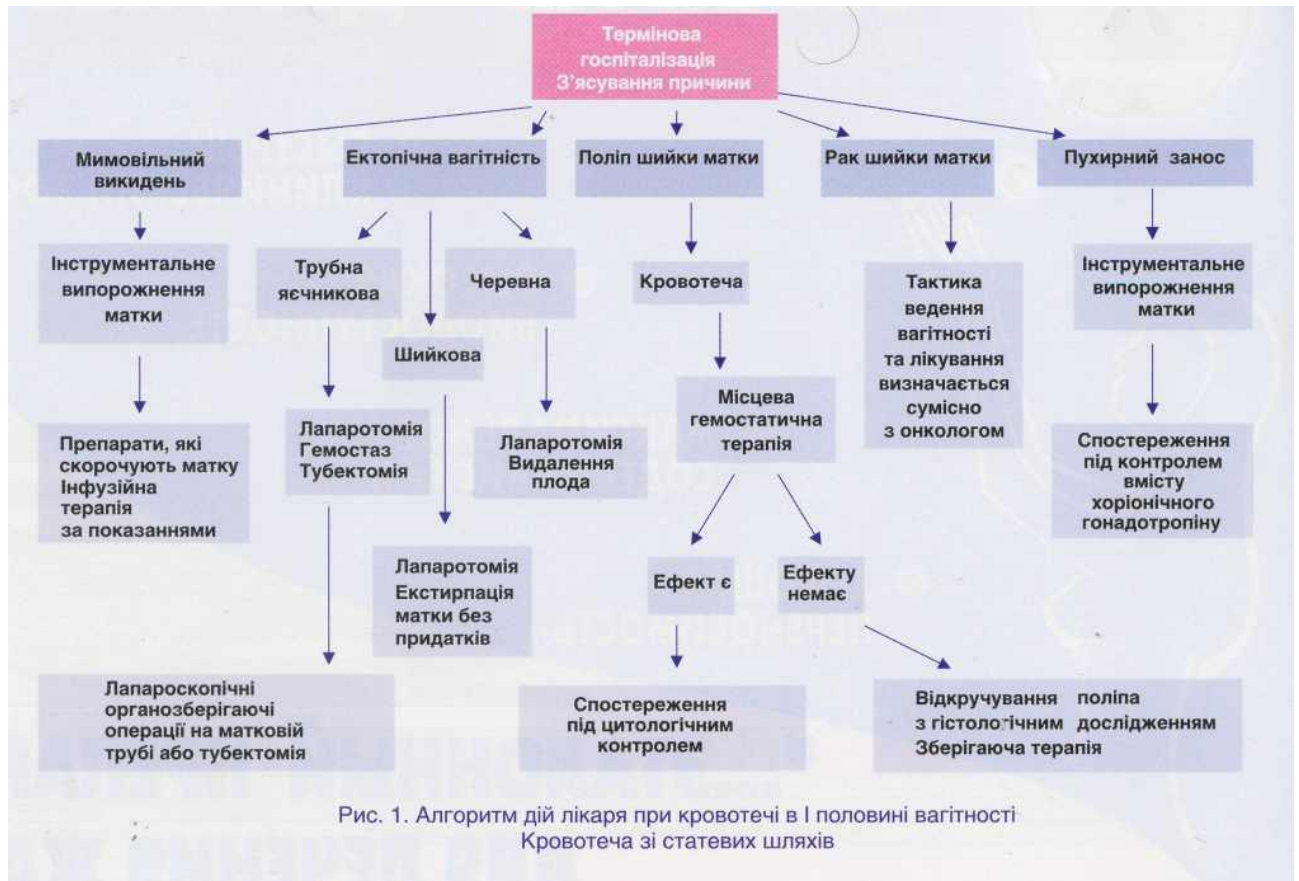 Термінова
госпіталізація
З’ясування причини
Мимовільний
викидень
Ектопічна вагітність
Поліп шийки матки
Рак шийки матки
Пухирний занос
Інструментальне
випорожнення
матки
Трубна
яєчникова
Черевна
Кровотеча
Тактика
ведення
вагітності
та лікування
визначається
сумісно
з онкологом
Інструментальне
випорожнення
матки
Шийкова
Препарати, які
скорочують матку
Інфузійна
терапія
за показаннями
Лапаротомія
Гемостаз
Тубектомія
Лапаротомія
Видалення
плода
Місцева
гемостатична
терапія
Спостереження
під контролем
вмісту
хоріонічного
гонадотропіну
Лапаротомія
Екстирпація
матки без
придатків
Ефект є
Ефекту
немає
Лапароскопічні
органозберігаючі
операції на матковій
трубі або тубектомія
Спостереження
під цитологічним
контролем
Відкручування поліпа
з гістологічним дослідженням
Зберігаюча терапія
Рис. 1. Алгоритм дій лікаря при кровотечі в І половині вагітності
Кровотеча зі статевих шляхів